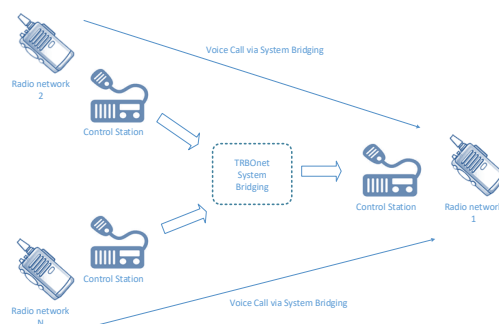 Voice Call via System Bridging
Radio network
2
Control Station
TRBOnet
System
Bridging
Control Station
Radio network
1
Control Station
Radio network
N
Voice Call via System Bridging